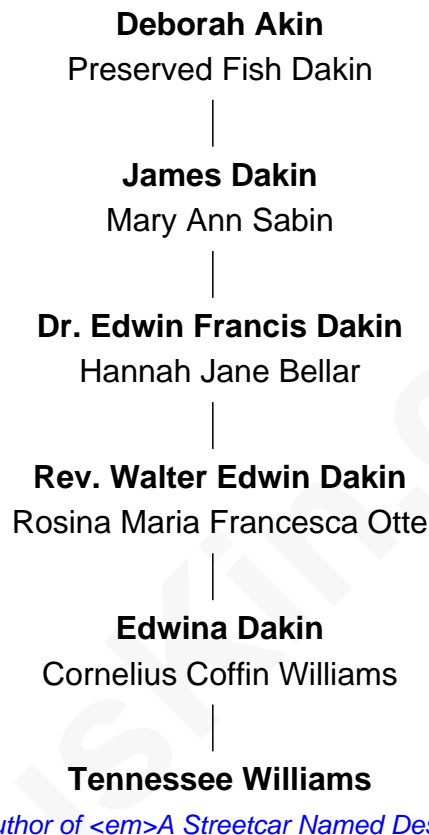 Deborah Akin
Preserved Fish Dakin
James Dakin
Mary Ann Sabin
Dr. Edwin Francis Dakin
Hannah Jane Bellar
Rev. Walter Edwin Dakin
Rosina Maria Francesca Otte
Edwina Dakin
Cornelius Coffin Williams
Tennessee Williams
uthor of <em>A Streetcar Named Des